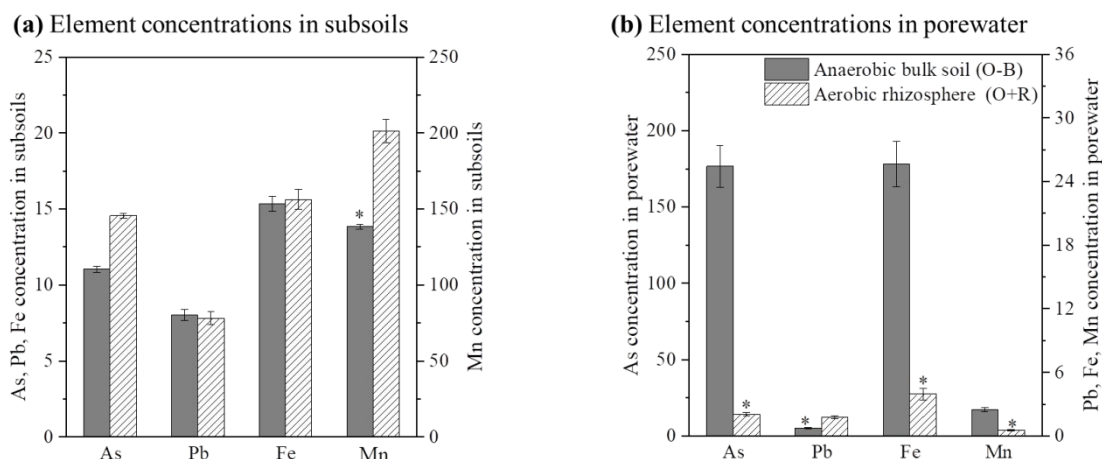 (a) Element concentrations in subsoils
As, Pb, Fe concentration in subsoils
25
20
15
10
5
0
250
200
150
100
50
0
Mn concentration in subsoils
*
As Pb Fe Mn
(b) Element concentrations in porewater
As concentration in porewater
250
200
150
100
50
0
36
30
24
18
12
6
0
Pb, Fe, Mn concentration in porewater
Anaerobic bulk soil (O-B)
Aerobic rhizosphere (O+R)
* * * *
As Pb Fe Mn